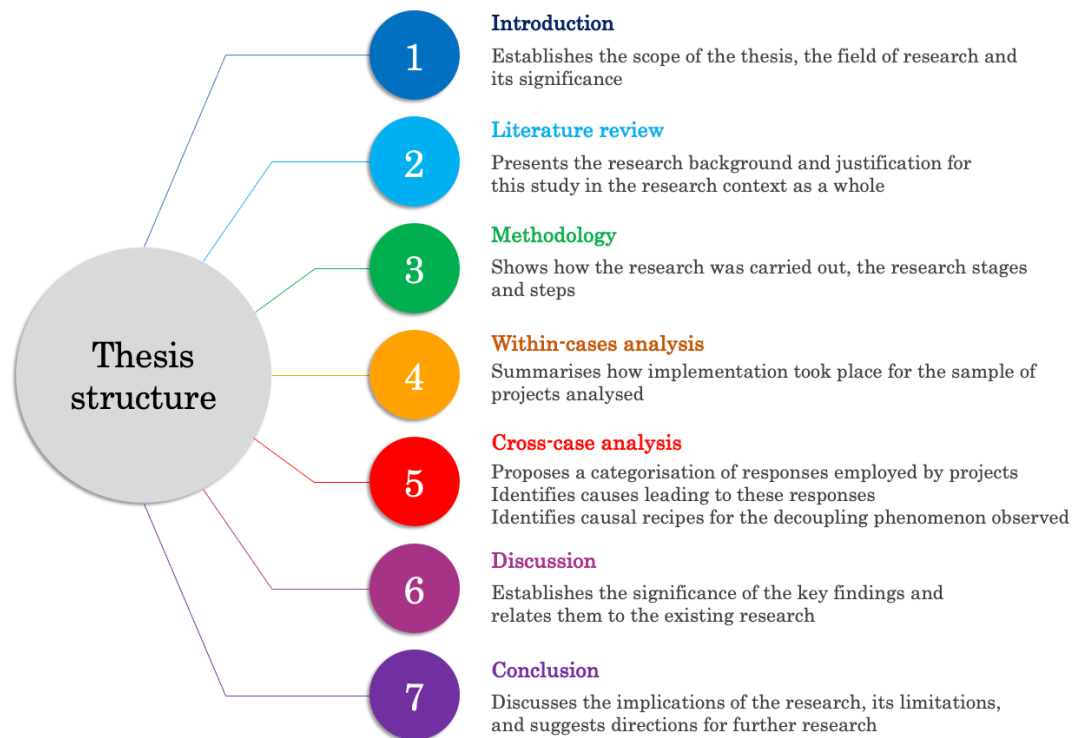 Thesis
structure
1
Introduction
Establishes the scope of the thesis, the field of research and
its significance
2
Literature review
Presents the research background and justification for
this study in the research context as a whole
3
Methodology
Shows how the research was carried out, the research stages
and steps
4
Within-cases analysis
Summarises how implementation took place for the sample of
projects analysed
5
Cross-case analysis
Proposes a categorisation of responses employed by projects
Identifies causes leading to these responses
Identifies causal recipes for the decoupling phenomenon observed
6
Discussion
Establishes the significance of the key findings and
relates them to the existing research
7
Conclusion
Discusses the implications of the research, its limitations,
and suggests directions for further research